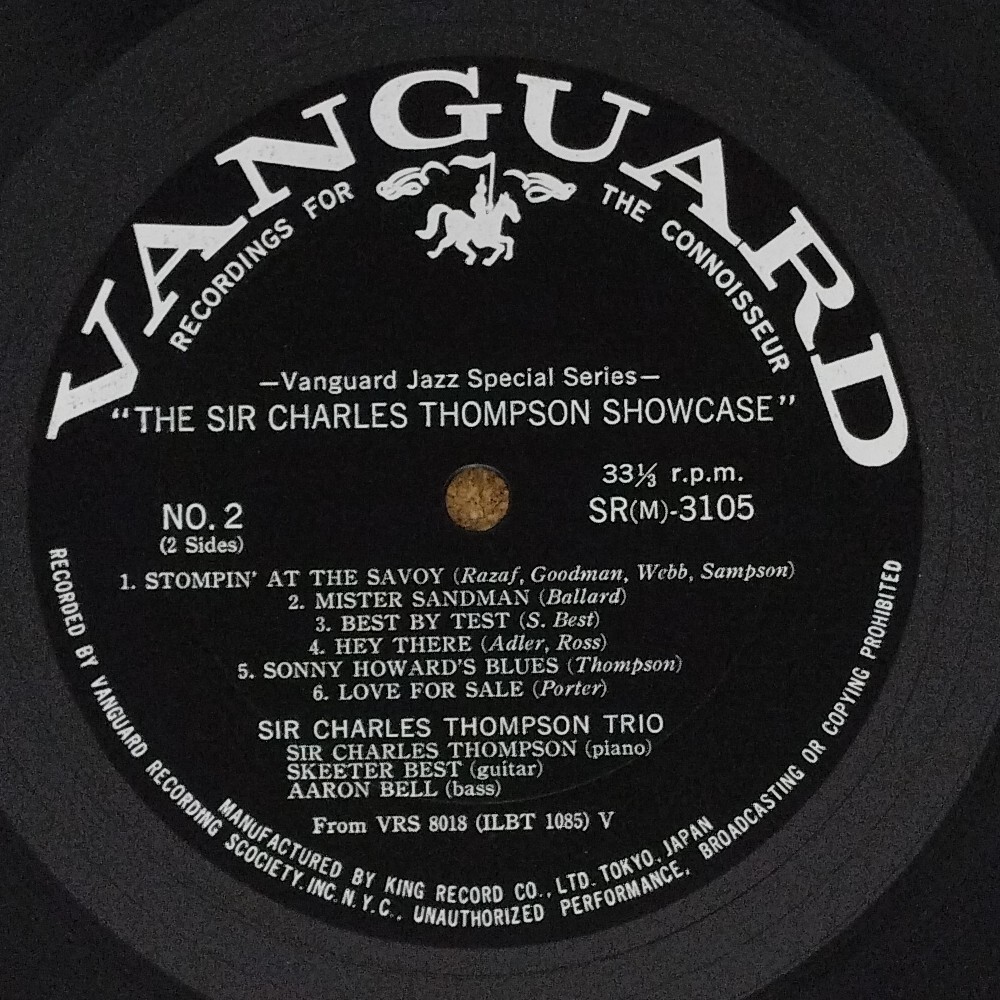 VANGUARD
RECORDINGS FOR THE CONNOISSEUR
—Vanguard Jazz Special Series—
"THE SIR CHARLES THOMPSON SHOWCASE"
33⅓ r.p.m.
SR(M)-3105
NO. 2
(2 Sides)
1. STOMPIN' AT THE SAVOY (Razaf, Goodman, Webb, Sampson)
2. MISTER SANDMAN (Ballard)
3. BEST BY TEST (S. Best)
4. HEY THERE (Adler, Ross)
5. SONNY HOWARD'S BLUES (Thompson)
6. LOVE FOR SALE (Porter)
SIR CHARLES THOMPSON TRIO
SIR CHARLES THOMPSON (piano)
SKEETER BEST (guitar)
AARON BELL (bass)
From VRS 8018 (ILBT 1085) V
MANUFACTURED BY KING RECORD CO., LTD. TOKYO, JAPAN
RECORDED BY VANGUARD RECORDING SCOCIETY. INC. N.Y.C., UNAUTHORIZED PERFORMANCE, BROADCASTING OR COPYING PROHIBITED